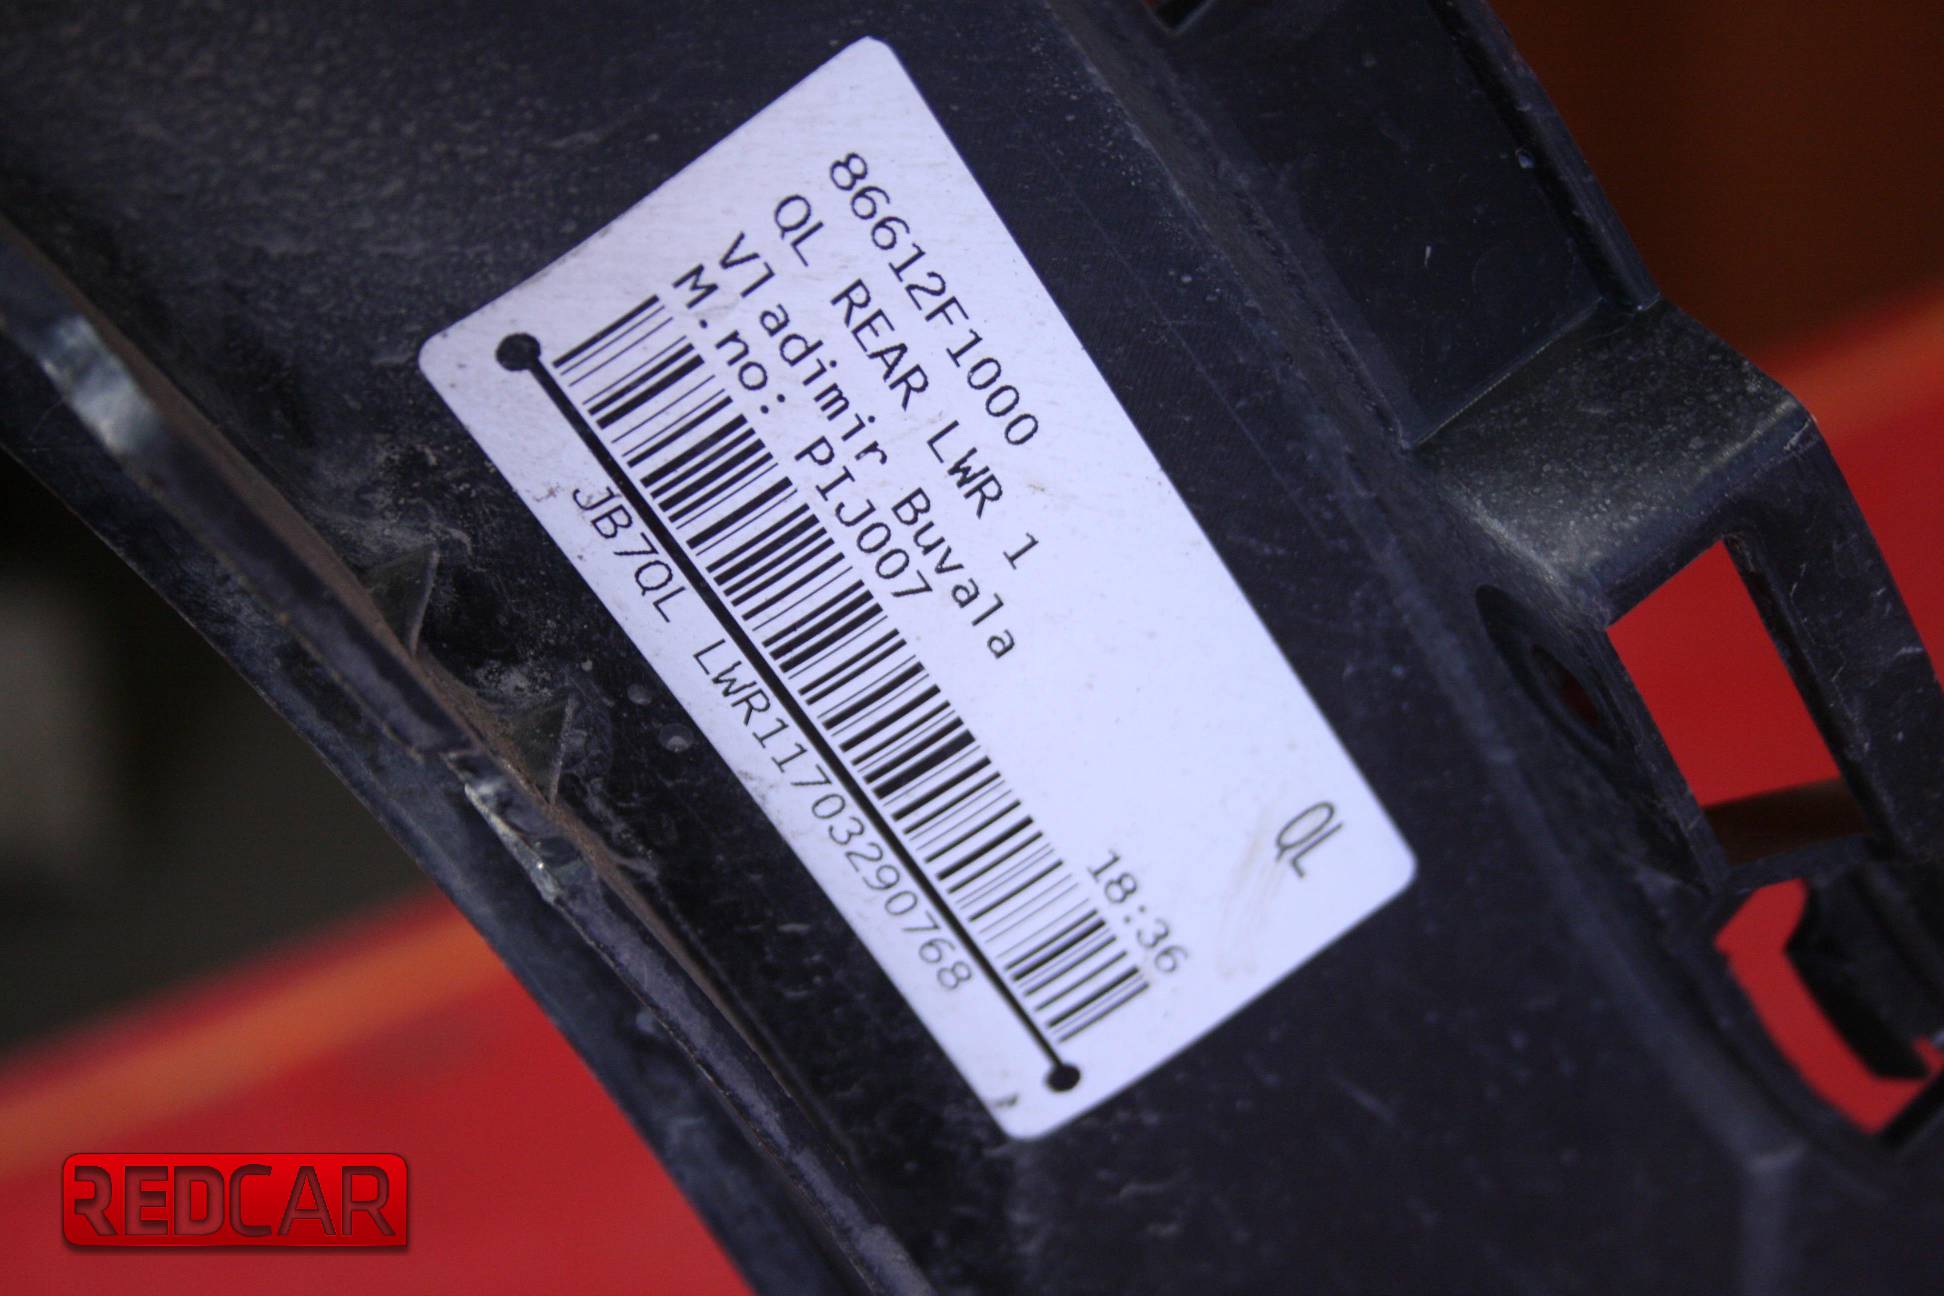 86612F1000
QL REAR LWR 1
Vladimir Buvala
M.no: PIJ007
18:36
QL
JB7QL LWR11703290768
REDCAR